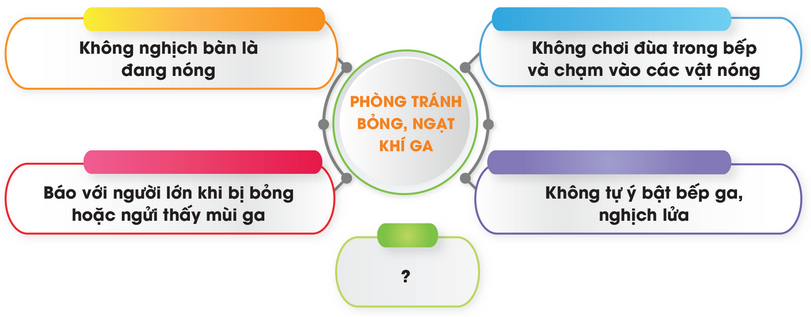 Không nghịch bàn là
đang nóng
Không chơi đùa trong bếp
và chạm vào các vật nóng
PHÒNG TRÁNH
BỎNG, NGẠT
KHÍ GA
Báo với người lớn khi bị bỏng
hoặc ngửi thấy mùi ga
Không tự ý bật bếp ga,
nghịch lửa
?